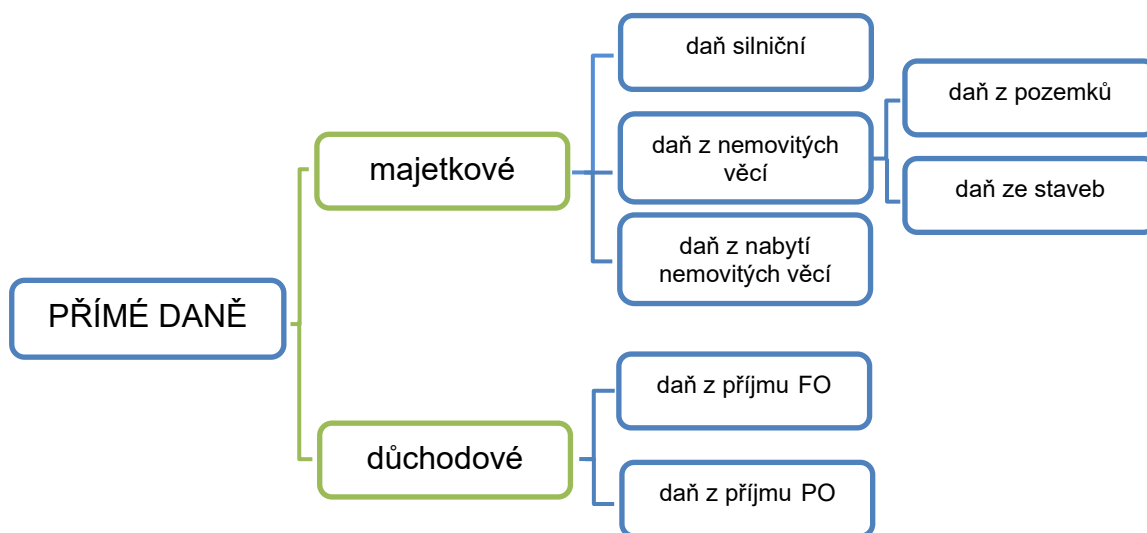 PŘÍMÉ DANĚ
majetkové
daň silniční
daň z nemovitých
věcí
daň z pozemků
daň ze staveb
daň z nabytí
nemovitých věcí
důchodové
daň z příjmu FO
daň z příjmu PO